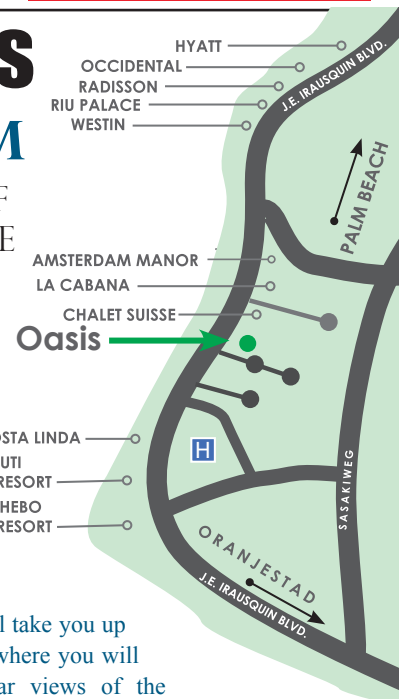 S
M
F
E
HYATT
OCCIDENTAL
RADISSON
RIU PALACE
WESTIN
J.E. IRAUSQUIN BLVD.
PALM BEACH
AMSTERDAM MANOR
LA CABANA
CHALET SUISSE
Oasis
OSTA LINDA
UTI
RESORT
HEBO
RESORT
H
SASAKIWEG
ORANJESTAD
J.E. IRAUSQUIN BLVD.
l take you up
where you will
ar views of the